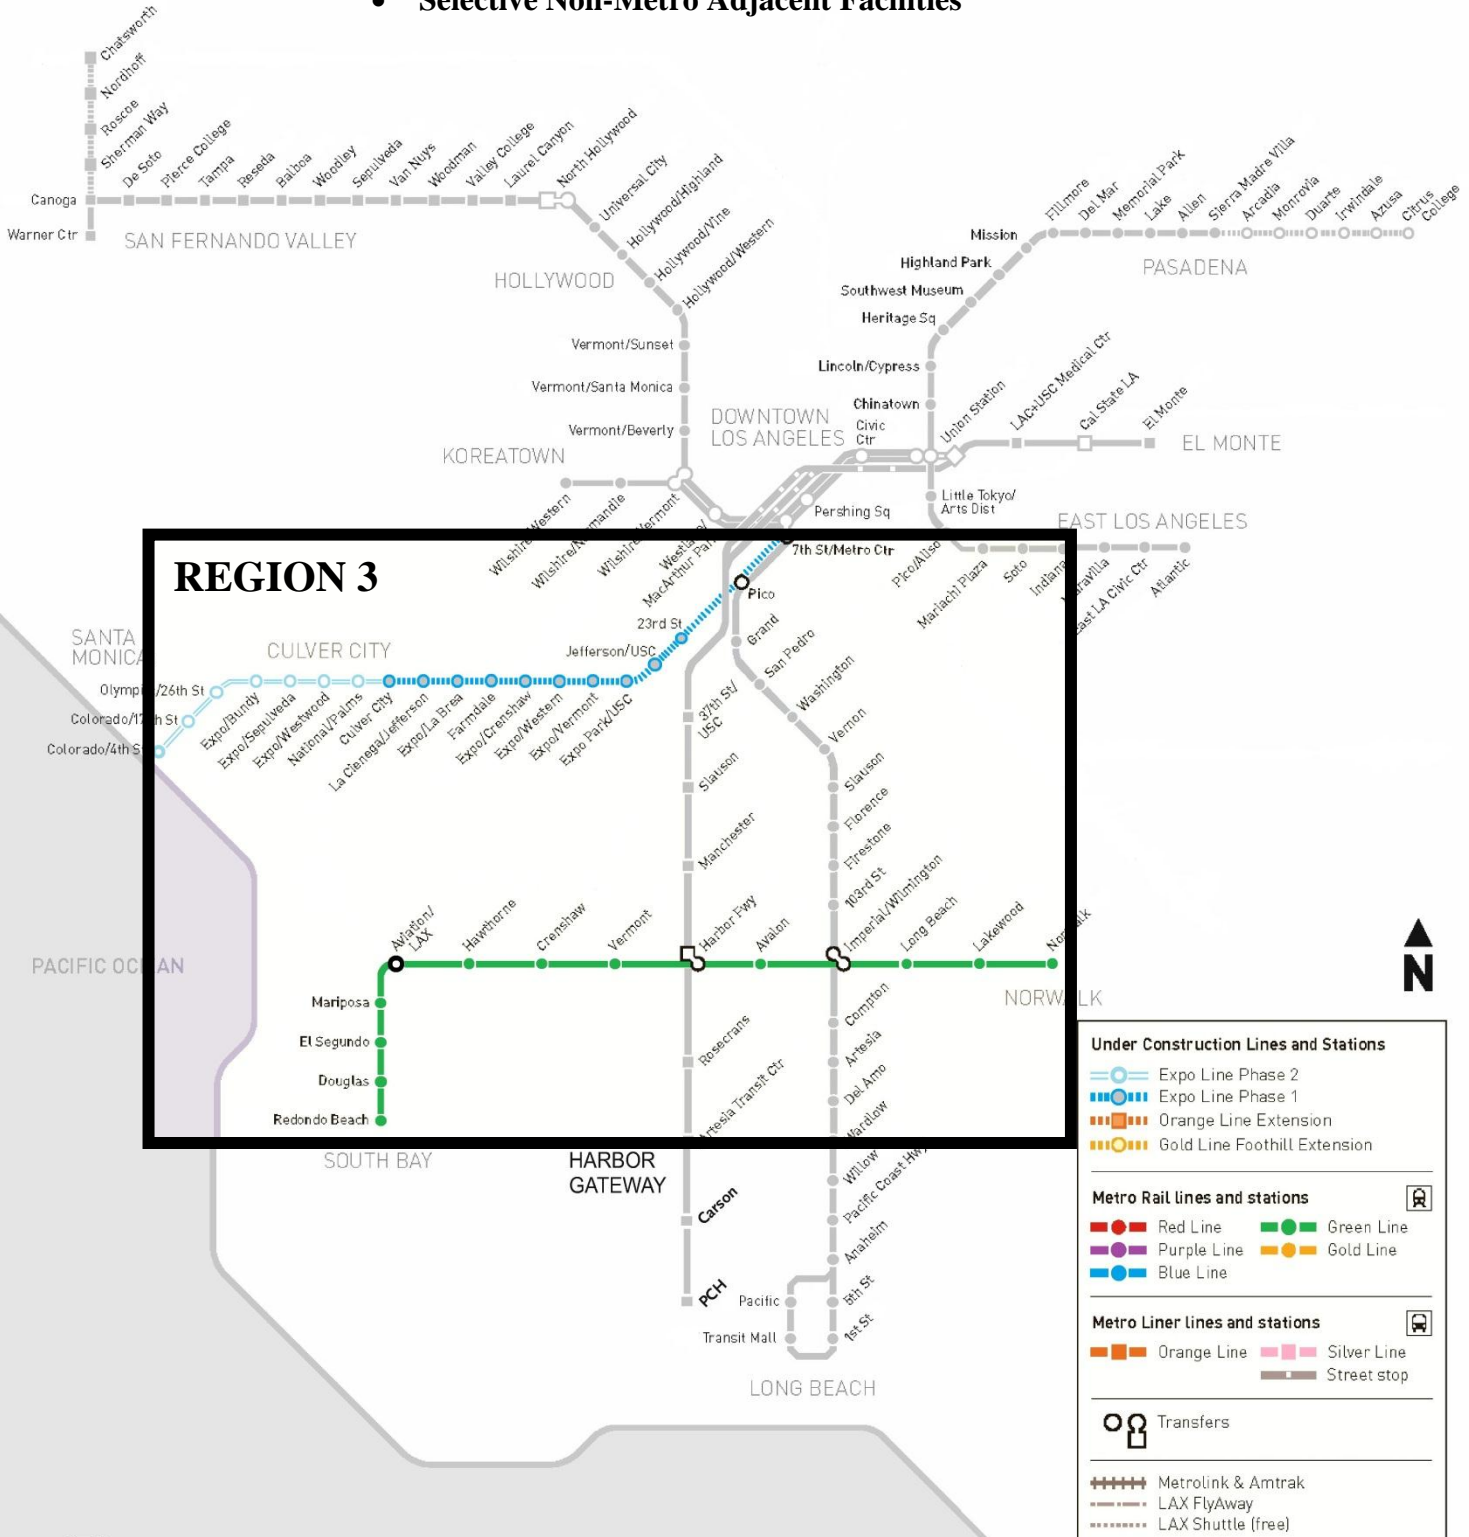 Selective Non-Metro Adjacent Facilities
Chatsworth
Nordhoff
Roscoe
Sherman Way
Canoga
Warner Ctr
De Soto
Pierce College
Tampa
Reseda
Balboa
Woodley
Sepulveda
Van Nuys
Woodman
Valley College
Laurel Canyon
North Hollywood
SAN FERNANDO VALLEY
Universal City
Hollywood/Highland
Hollywood/Vine
Hollywood/Western
HOLLYWOOD
Vermont/Sunset
Vermont/Santa Monica
Vermont/Beverly
KOREATOWN
Wilshire/Western
Wilshire/Normandie
Wilshire/Vermont
Westlake/
MacArthur Park
Fillmore
Del Mar
Memorial Park
Lake
Allen
Sierra Madre Villa
Arcadia
Monrovia
Duarte
Irwindale
Azusa
Citrus
College
PASADENA
Mission
Highland Park
Southwest Museum
Heritage Sq
Lincoln/Cypress
Chinatown
DOWNTOWN
LOS ANGELES
Civic
Ctr
Union Station
LAC+USC Medical Ctr
Cal State LA
El Monte
EL MONTE
Little Tokyo/
Arts Dist
Pershing Sq
7th St/Metro Ctr
EAST LOS ANGELES
Pico/Aliso
Mariachi Plaza
Soto
Indiana
Maravilla
East LA Civic Ctr
Atlantic
REGION 3
Pico
23rd St
Jefferson/USC
Grand
San Pedro
Washington
Vernon
Slauson
Florence
Firestone
103rd St
Imperial/Wilmington
SANTA
MONICA
CULVER CITY
Olympic/26th St
Colorado/17th St
Colorado/4th St
Expo/Bundy
Expo/Sepulveda
Expo/Westwood
National/Palms
Culver City
La Cienega/Jefferson
Expo/La Brea
Farmdale
Expo/Crenshaw
Expo/Western
Expo/Vermont
Expo Park/USC
37th St/
USC
Slauson
Manchester
Harbor Fwy
Aviation/
LAX
Hawthorne
Crenshaw
Vermont
Avalon
Long Beach
Lakewood
Norwalk
NORWALK
PACIFIC OCEAN
Mariposa
El Segundo
Douglas
Redondo Beach
SOUTH BAY
Rosecrans
Artesia Transit Ctr
HARBOR
GATEWAY
Carson
PCH
Compton
Artesia
Del Amo
Wardlow
Willow
Pacific Coast Hwy
Anaheim
5th St
1st St
Pacific
Transit Mall
LONG BEACH
N
Under Construction Lines and Stations
Expo Line Phase 2
Expo Line Phase 1
Orange Line Extension
Gold Line Foothill Extension
Metro Rail lines and stations
Red Line
Green Line
Purple Line
Gold Line
Blue Line
Metro Liner lines and stations
Orange Line
Silver Line
Street stop
Transfers
Metrolink & Amtrak
LAX FlyAway
LAX Shuttle (free)